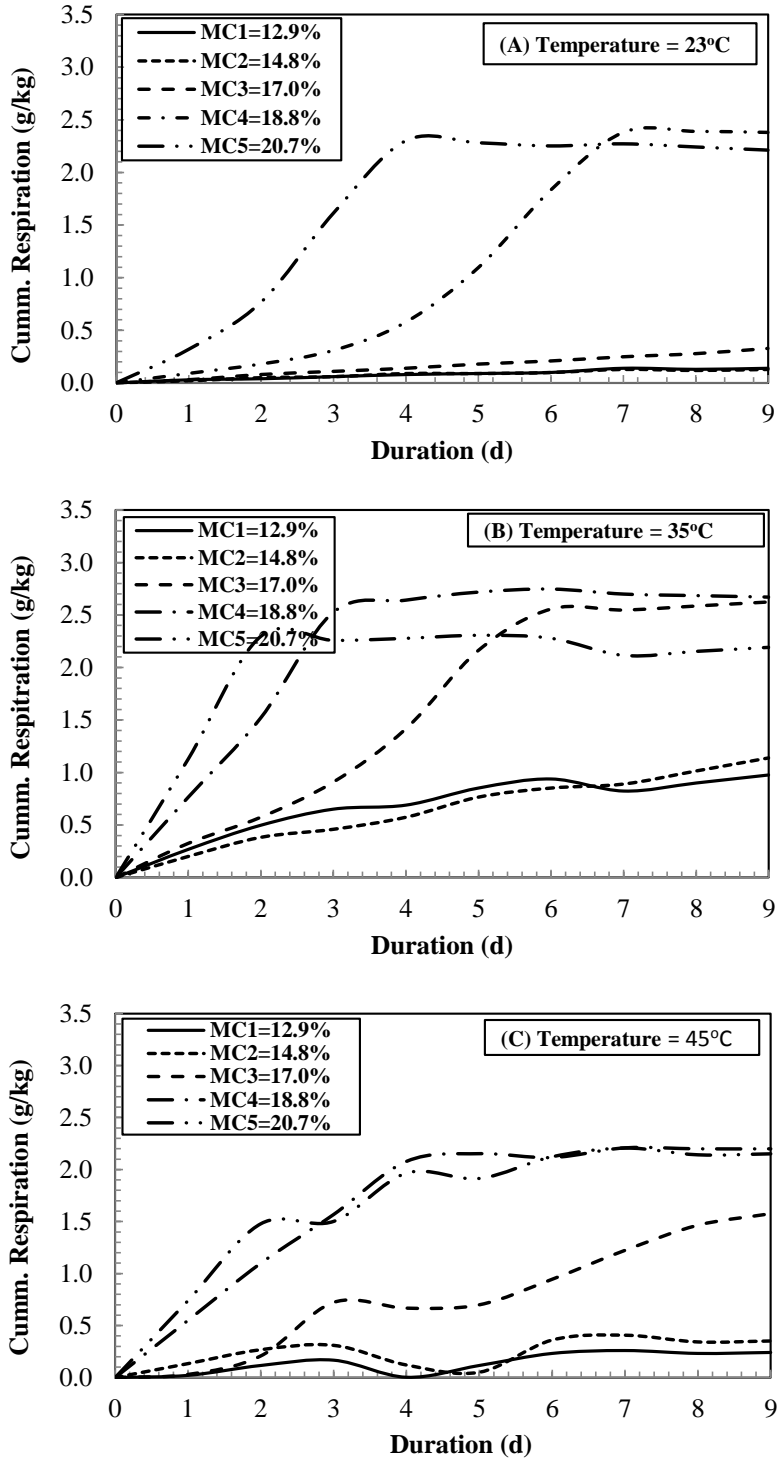 (A) Temperature = 23ᵒC
MC1=12.9%
MC2=14.8%
MC3=17.0%
MC4=18.8%
MC5=20.7%
Cumm. Respiration (g/kg)
3.5
3.0
2.5
2.0
1.5
1.0
0.5
0.0
0 1 2 3 4 5 6 7 8 9
Duration (d)
(B) Temperature = 35ᵒC
MC1=12.9%
MC2=14.8%
MC3=17.0%
MC4=18.8%
MC5=20.7%
Cumm. Respitration (g/kg)
3.5
3.0
2.5
2.0
1.5
1.0
0.5
0.0
0 1 2 3 4 5 6 7 8 9
Duration (d)
(C) Temperature = 45ᵒC
MC1=12.9%
MC2=14.8%
MC3=17.0%
MC4=18.8%
MC5=20.7%
Cumm. Respiration (g/kg)
3.5
3.0
2.5
2.0
1.5
1.0
0.5
0.0
0 1 2 3 4 5 6 7 8 9
Duration (d)